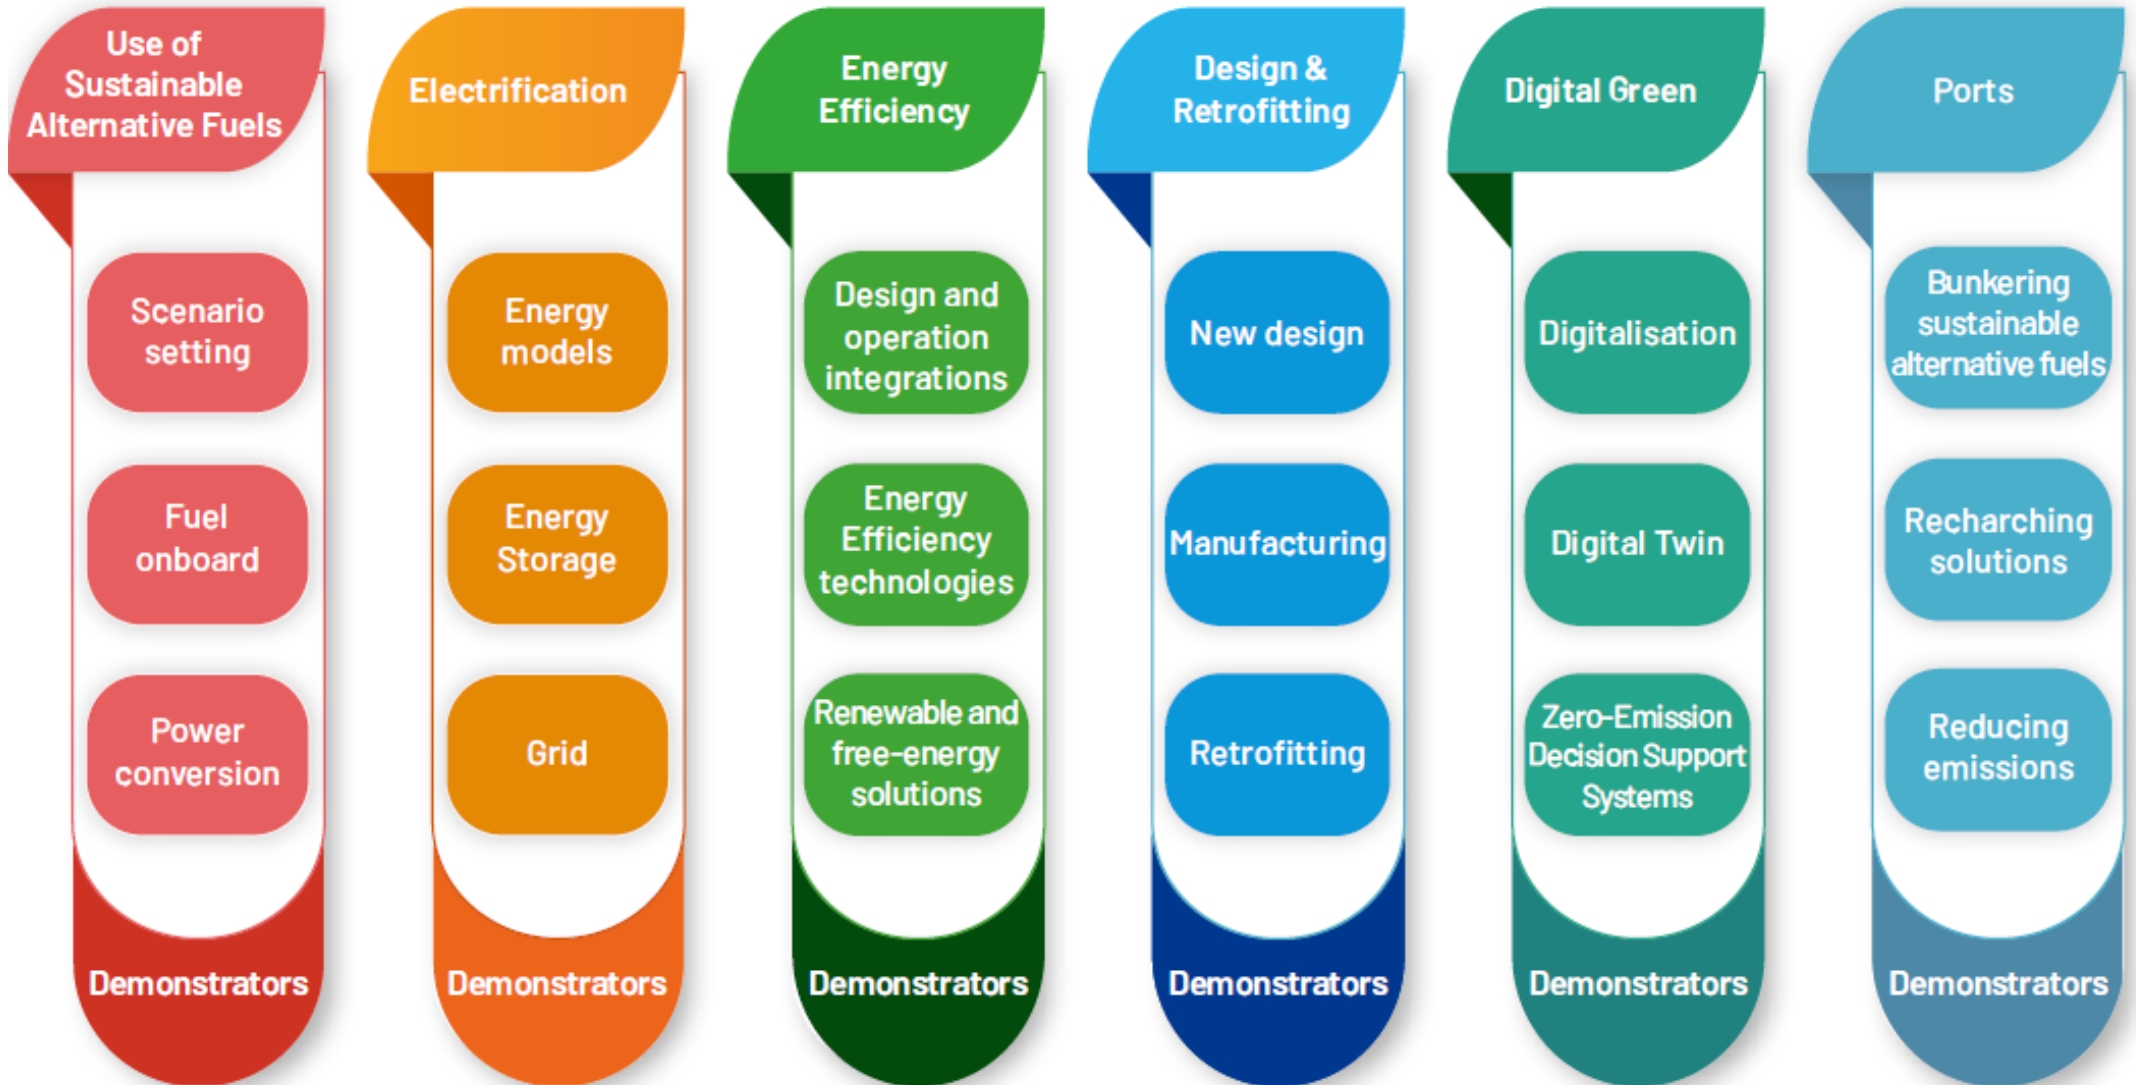 Use of
Sustainable
Alternative Fuels
Scenario
setting
Fuel
onboard
Power
conversion
Demonstrators
Electrification
Energy
models
Energy
Storage
Grid
Demonstrators
Energy
Efficiency
Design and
operation
integrations
Energy
Efficiency
technologies
Renewable and
free-energy
solutions
Demonstrators
Design &
Retrofitting
New design
Manufacturing
Retrofitting
Demonstrators
Digital Green
Digitalisation
Digital Twin
Zero-Emission
Decision Support
Systems
Demonstrators
Ports
Bunkering
sustainable
alternative fuels
Recharching
solutions
Reducing
emissions
Demonstrators